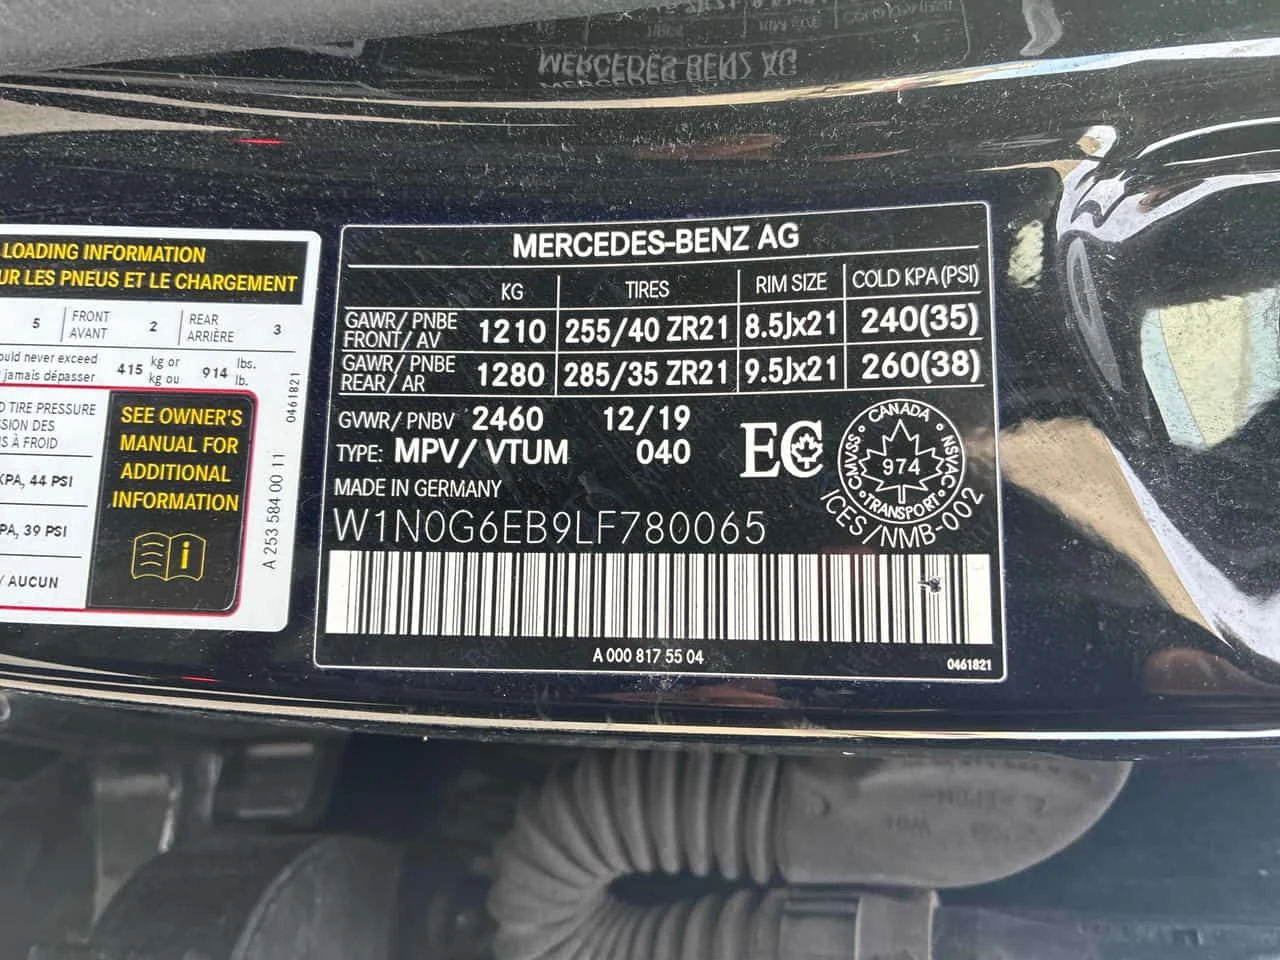 MERCEDES-BENZ AG
LOADING INFORMATION
UR LES PNEUS ET LE CHARGEMENT
5 FRONT AVANT 2 REAR ARRIÈRE 3
ould never exceed
jamais dépasser 415 kg or kg ou 914 lbs. lb.
D TIRE PRESSURE
SION DES
S À FROID
KPA, 44 PSI
PA, 39 PSI
/ AUCUN
SEE OWNER'S
MANUAL FOR
ADDITIONAL
INFORMATION
i
A 253 584 00 11
0461821
MERCEDES-BENZ AG
KG TIRES RIM SIZE COLD KPA (PSI)
GAWR/ PNBE FRONT/ AV 1210 255/40 ZR21 8.5Jx21 240(35)
GAWR/ PNBE REAR/ AR 1280 285/35 ZR21 9.5Jx21 260(38)
GVWR/ PNBV 2460 12/19
TYPE: MPV/VTUM 040
MADE IN GERMANY
W1N0G6EB9LF780065
EC
CANADA
CMVSS NSVAC
974
TRANSPORT
ICES/NMB-002
A 000 817 55 04
0461821